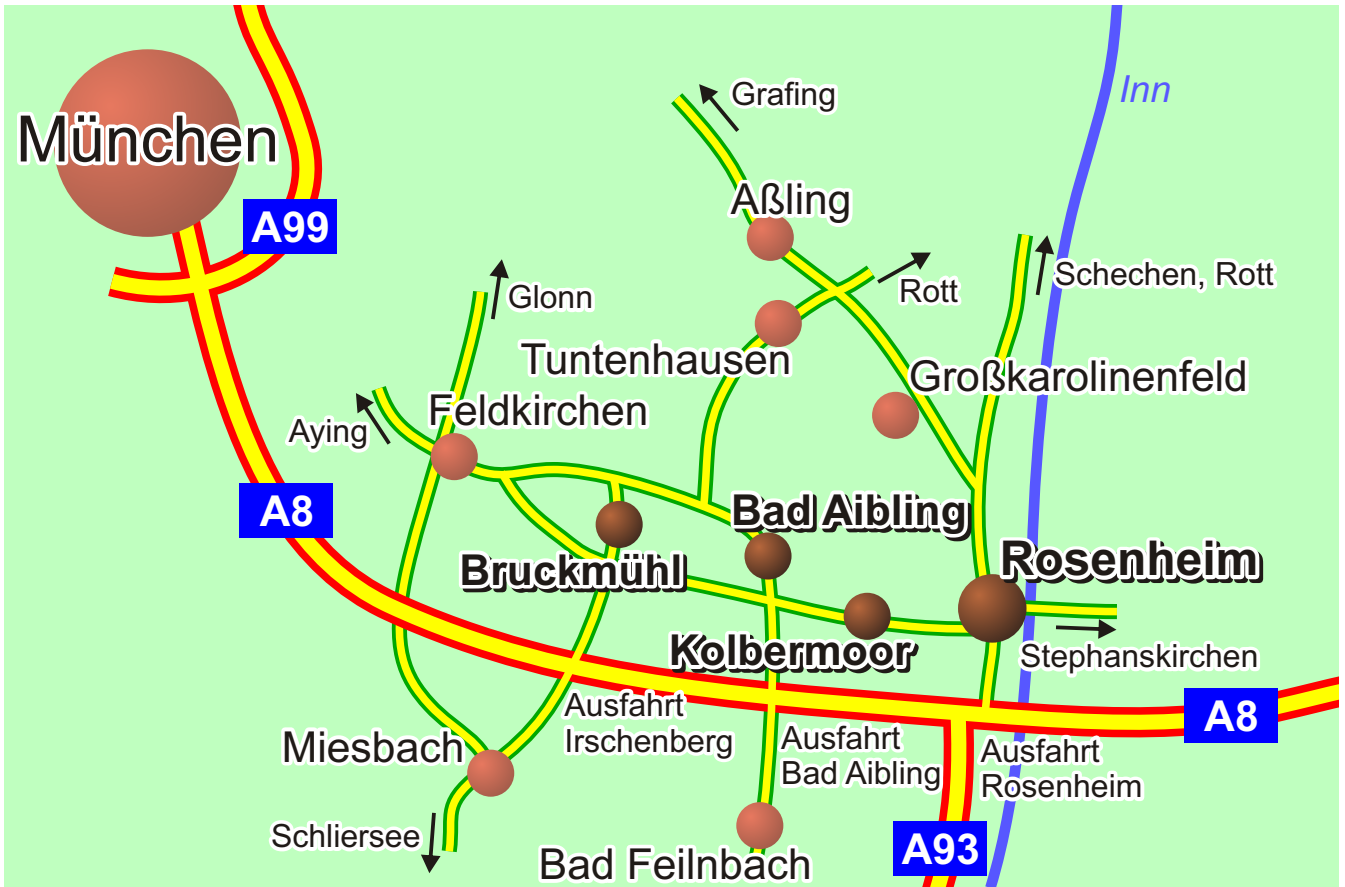 Inn
Grafing
München
Aßling
A99
Rott
Schechen, Rott
Glonn
Tuntenhausen
Großkarolinenfeld
Feldkirchen
Aying
A8
Bad Aibling
Bruckmühl
Rosenheim
Kolbermoor
Stephanskirchen
Ausfahrt
Irschenberg
A8
Miesbach
Ausfahrt
Bad Aibling
Ausfahrt
Rosenheim
Schliersee
A93
Bad Feilnbach